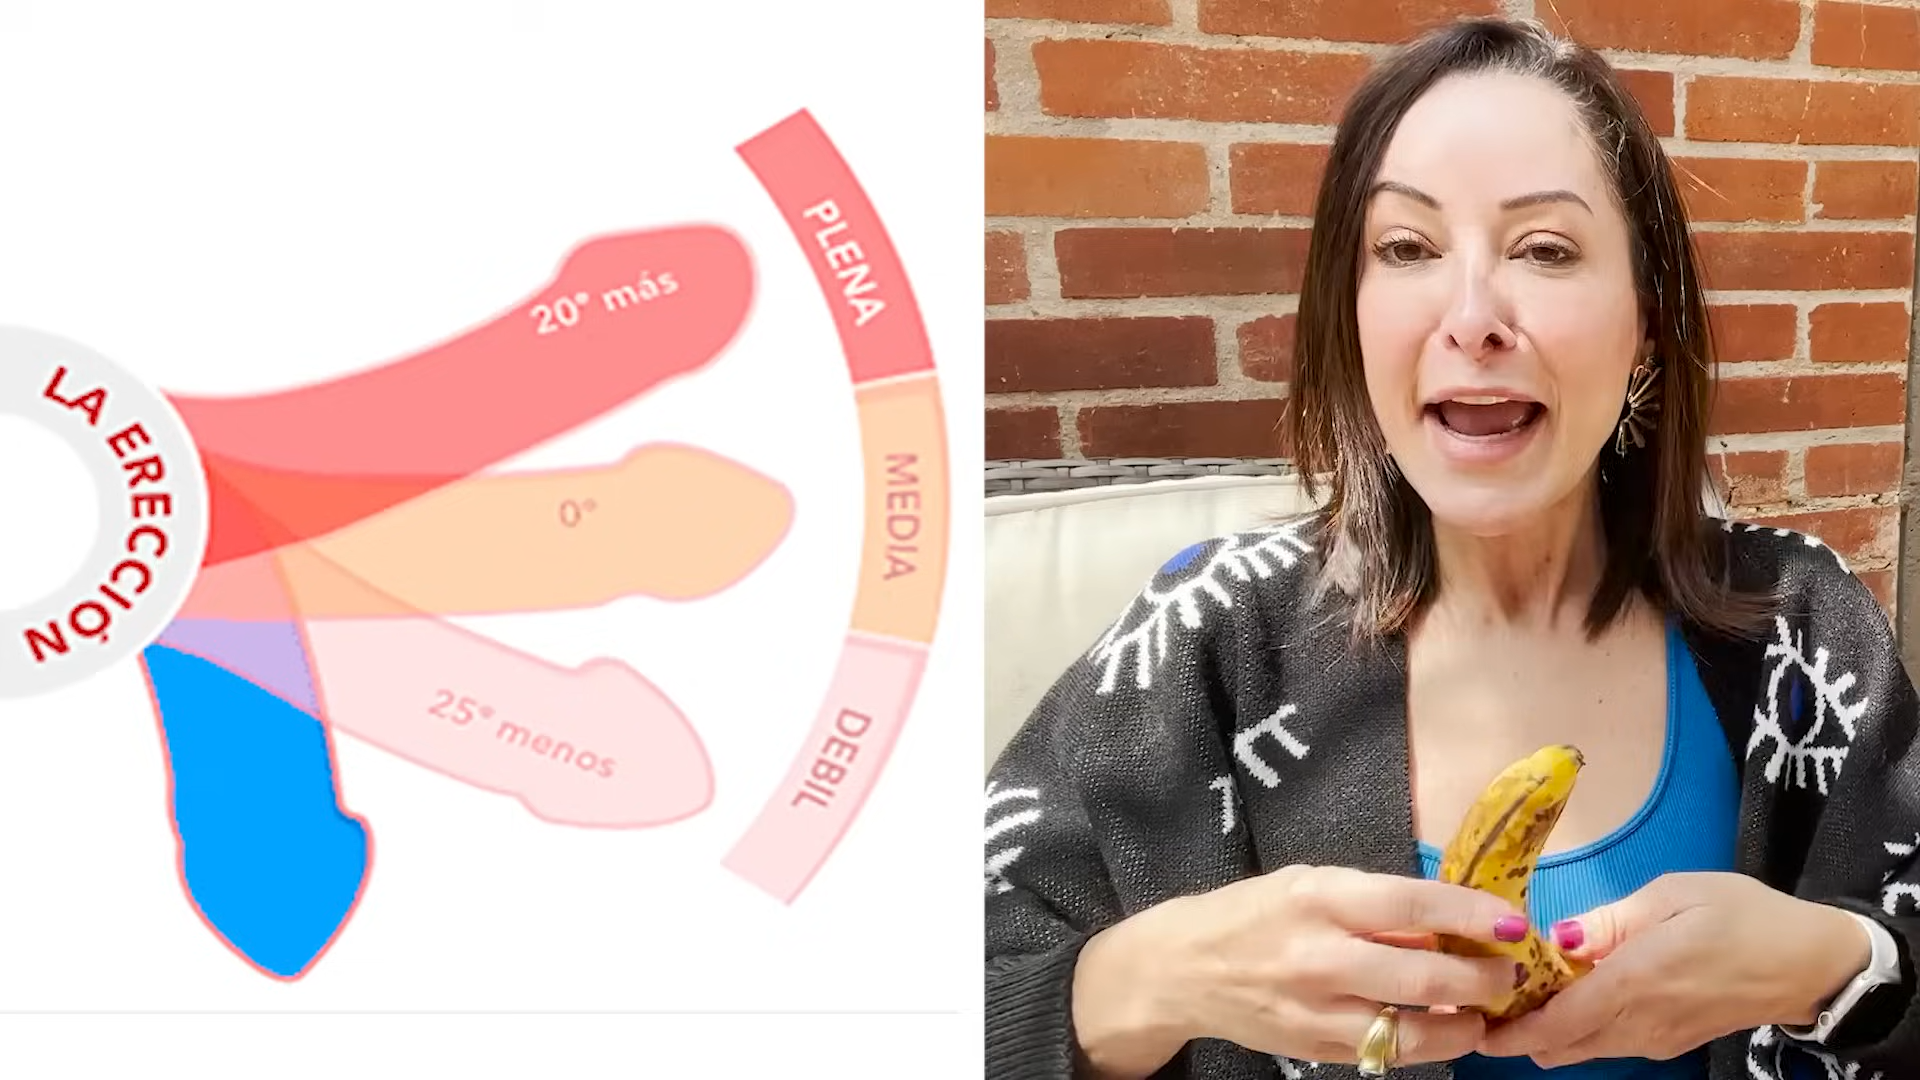 LA ERECCIÓN
20° más
0°
25° menos
PLENA
MEDIA
DEBIL